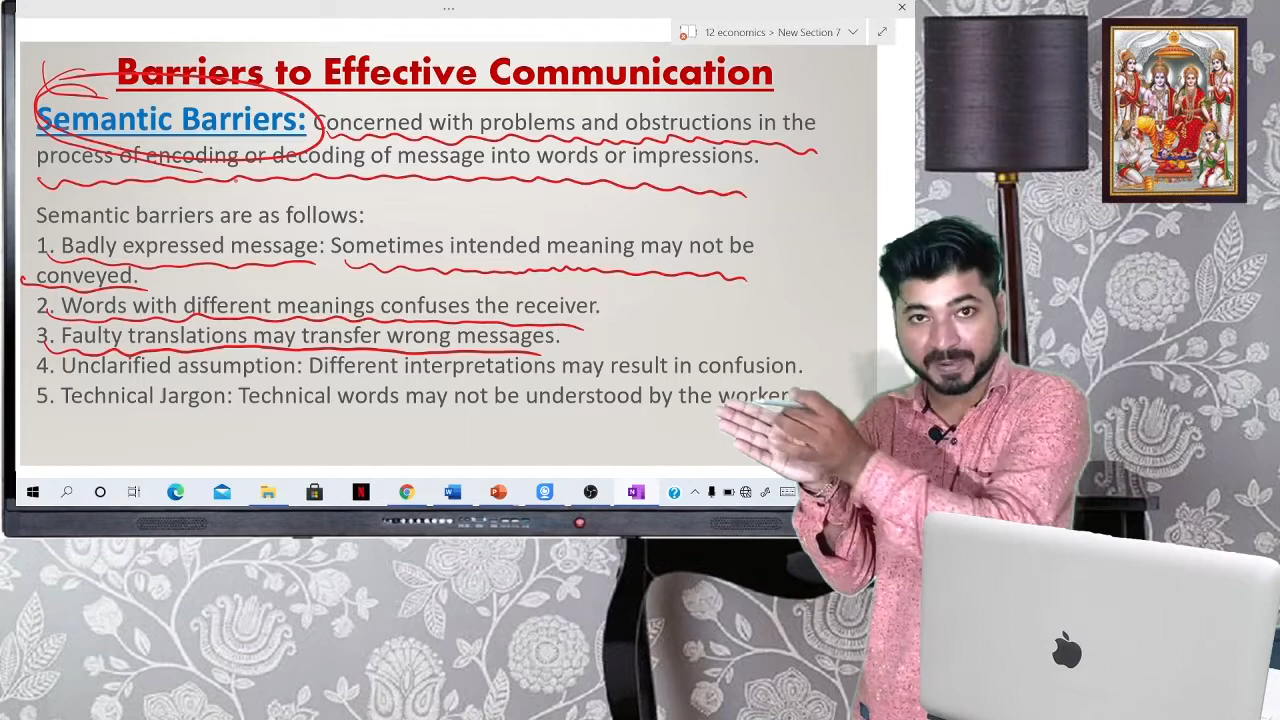 12 economics > New Section 7
Barriers to Effective Communication
Semantic Barriers: Concerned with problems and obstructions in the
process of encoding or decoding of message into words or impressions.
Semantic barriers are as follows:
1. Badly expressed message: Sometimes intended meaning may not be
conveyed.
2. Words with different meanings confuses the receiver.
3. Faulty translations may transfer wrong messages.
4. Unclarified assumption: Different interpretations may result in confusion.
5. Technical Jargon: Technical words may not be understood by the worker